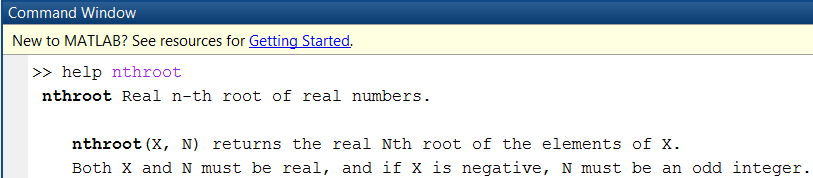 Command Window
New to MATLAB? See resources for Getting Started.
>> help nthroot
nthroot Real n-th root of real numbers.
nthroot(X, N) returns the real Nth root of the elements of X.
Both X and N must be real, and if X is negative, N must be an odd integer.